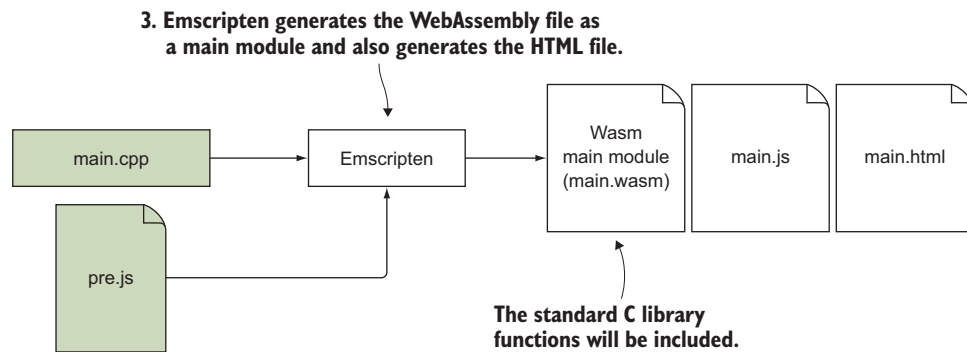 3. Emscripten generates the WebAssembly file as
a main module and also generates the HTML file.
main.cpp
Emscripten
Wasm
main module
(main.wasm)
main.js
main.html
pre.js
The standard C library
functions will be included.